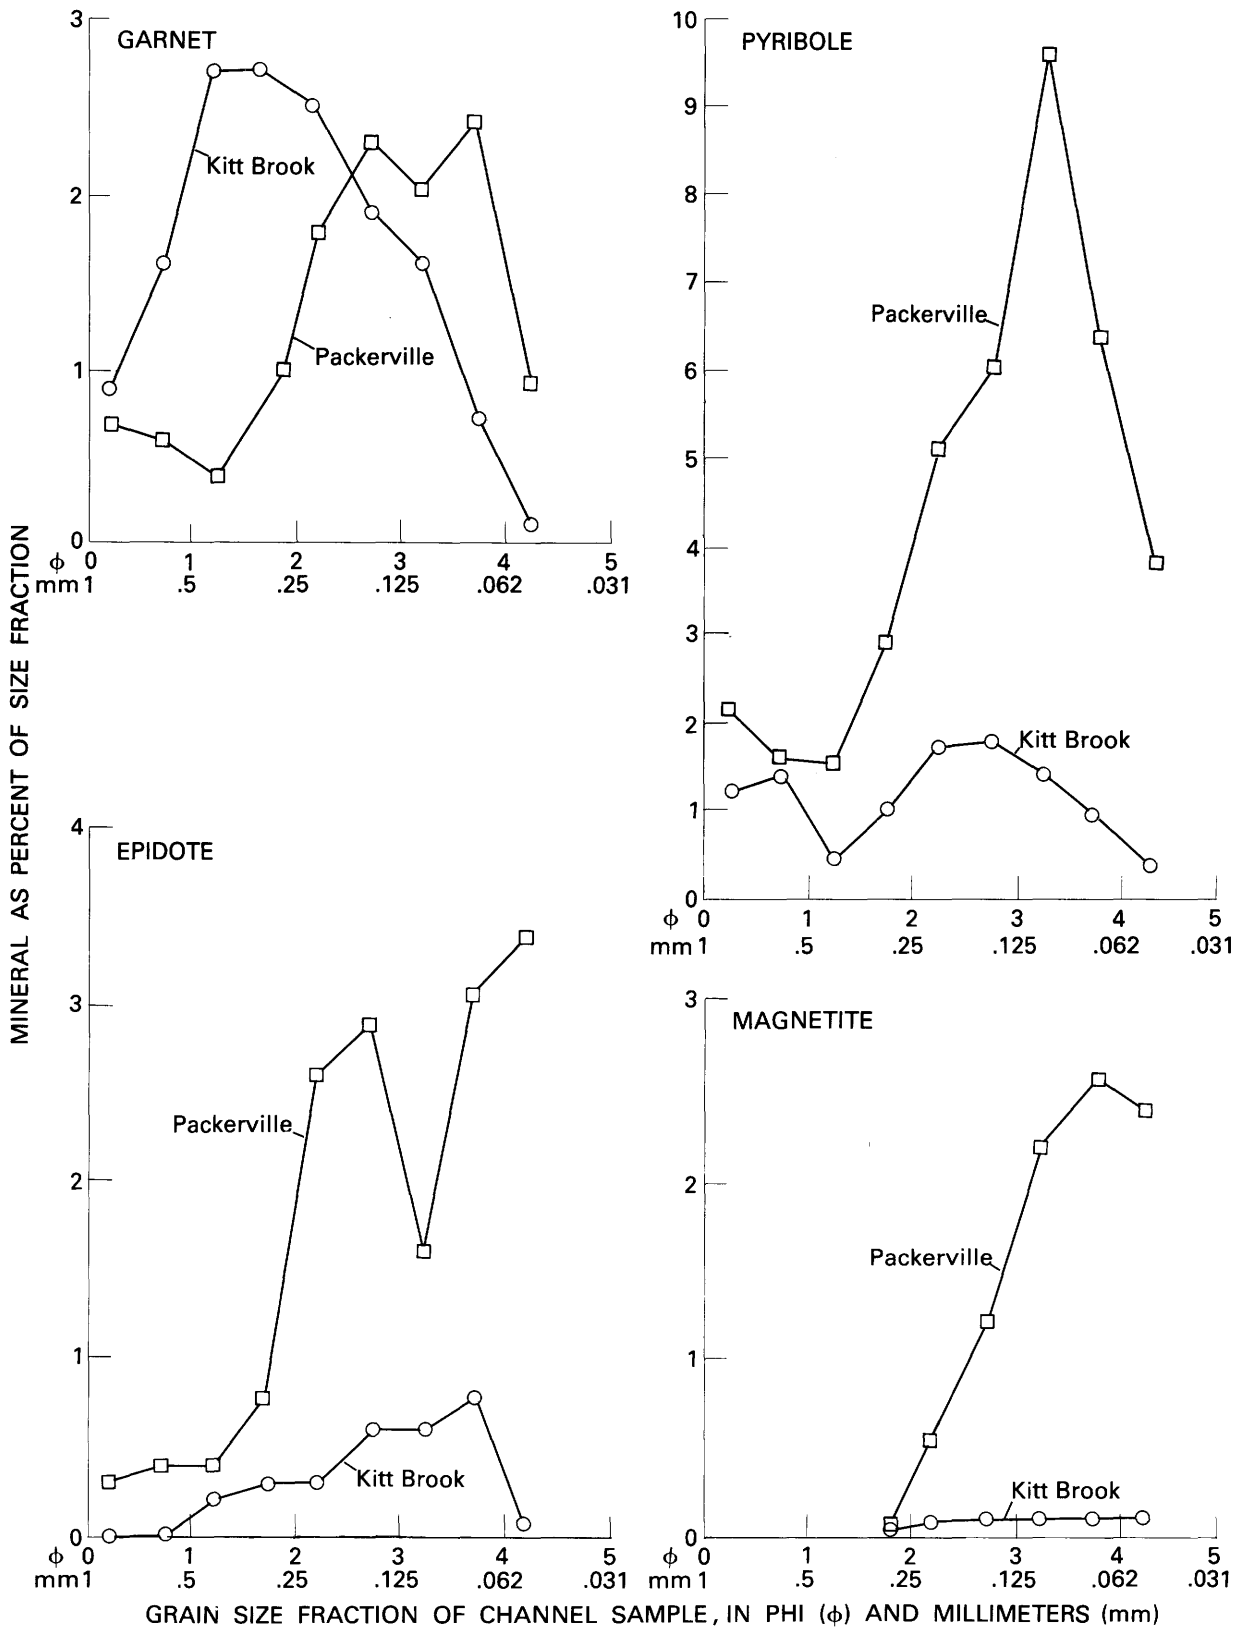 GARNET
3
2
1
0
Kitt Brook
Packerville
ϕ 0 1 2 3 4 5
mm 1 .5 .25 .125 .062 .031
PYRIBOLE
10
9
8
7
6
5
4
3
2
1
0
Packerville
Kitt Brook
ϕ 0 1 2 3 4 5
mm 1 .5 .25 .125 .062 .031
MINERAL AS PERCENT OF SIZE FRACTION
EPIDOTE
4
3
2
1
0
Packerville
Kitt Brook
ϕ 0 1 2 3 4 5
mm 1 .5 .25 .125 .062 .031
MAGNETITE
3
2
1
0
Packerville
Kitt Brook
ϕ 0 1 2 3 4 5
mm 1 .5 .25 .125 .062 .031
GRAIN SIZE FRACTION OF CHANNEL SAMPLE, IN PHI (ϕ) AND MILLIMETERS (mm)